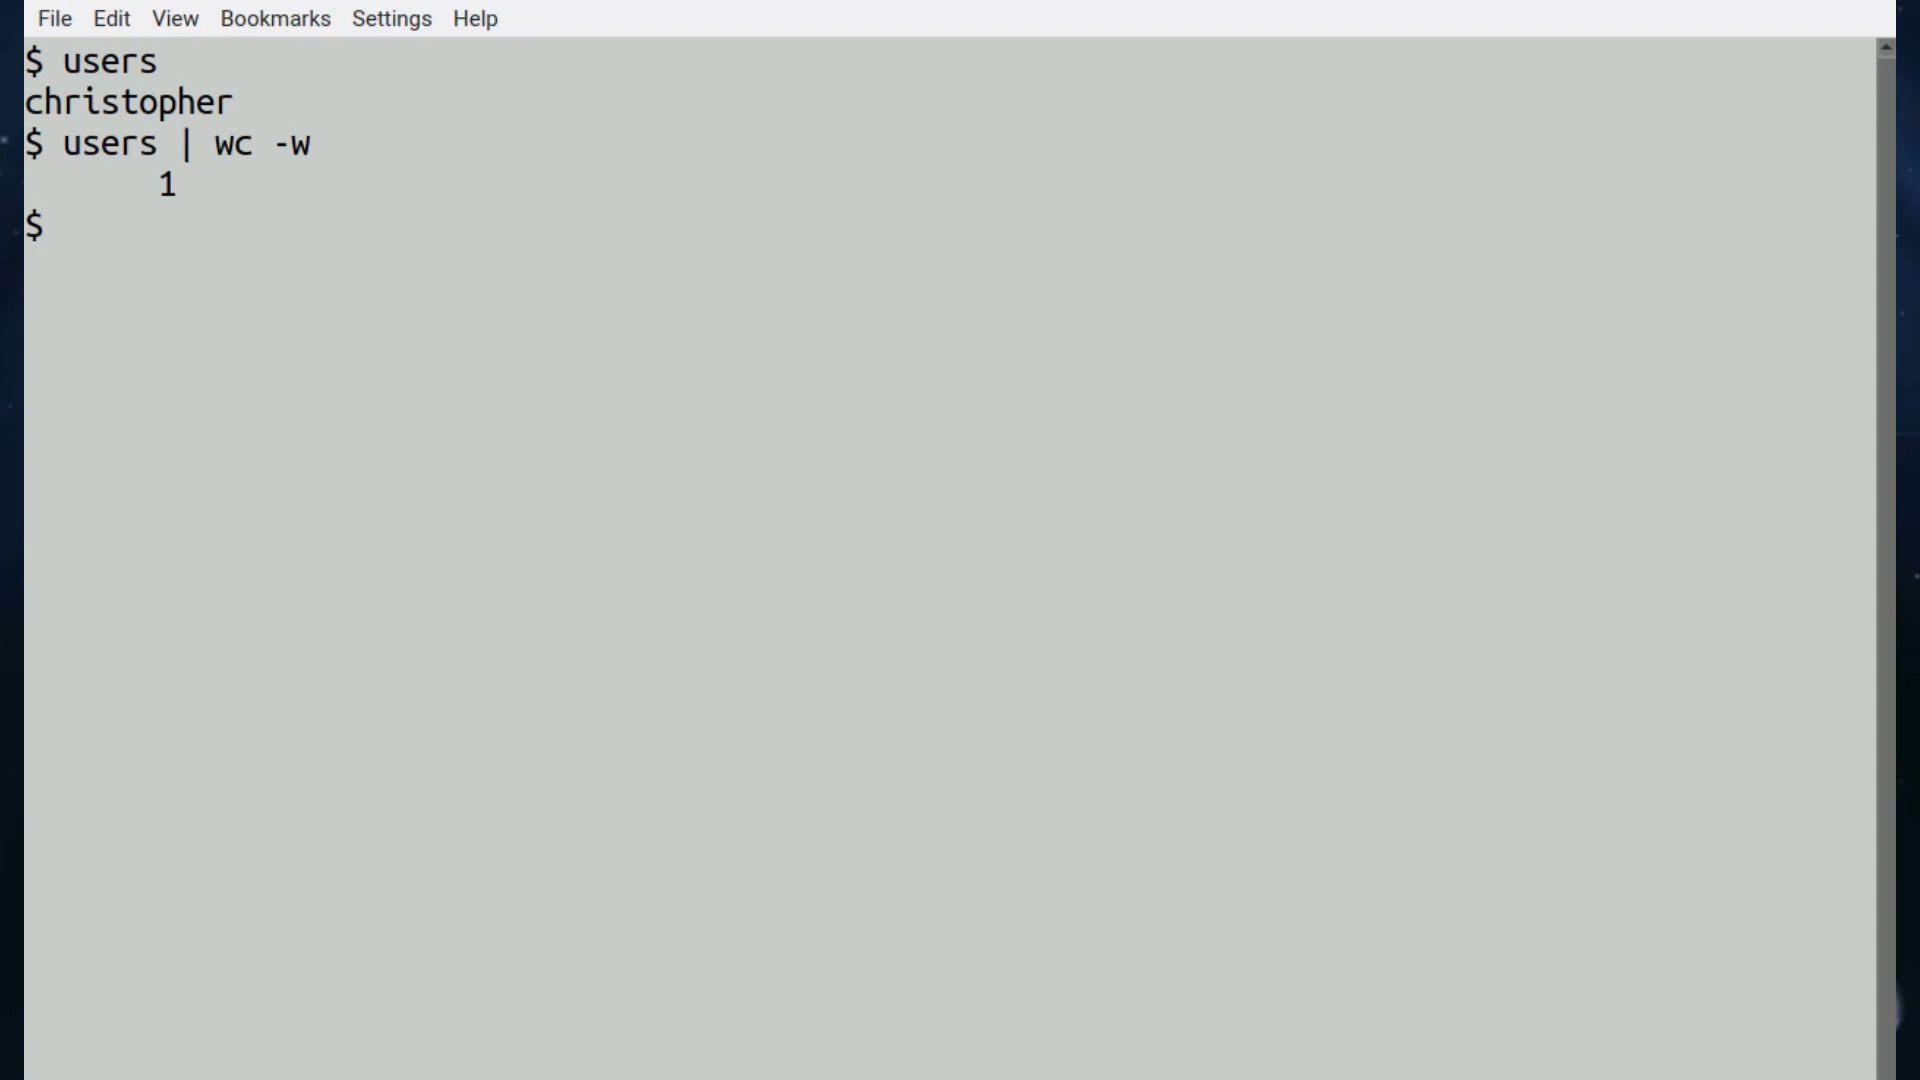 File Edit View Bookmarks Settings Help
$ users
christopher
$ users | wc -w
       1
$